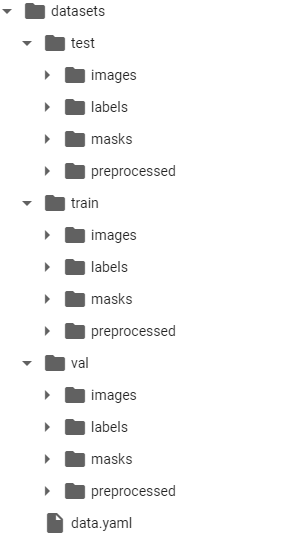 datasets
test
images
labels
masks
preprocessed
train
images
labels
masks
preprocessed
val
images
labels
masks
preprocessed
data.yaml